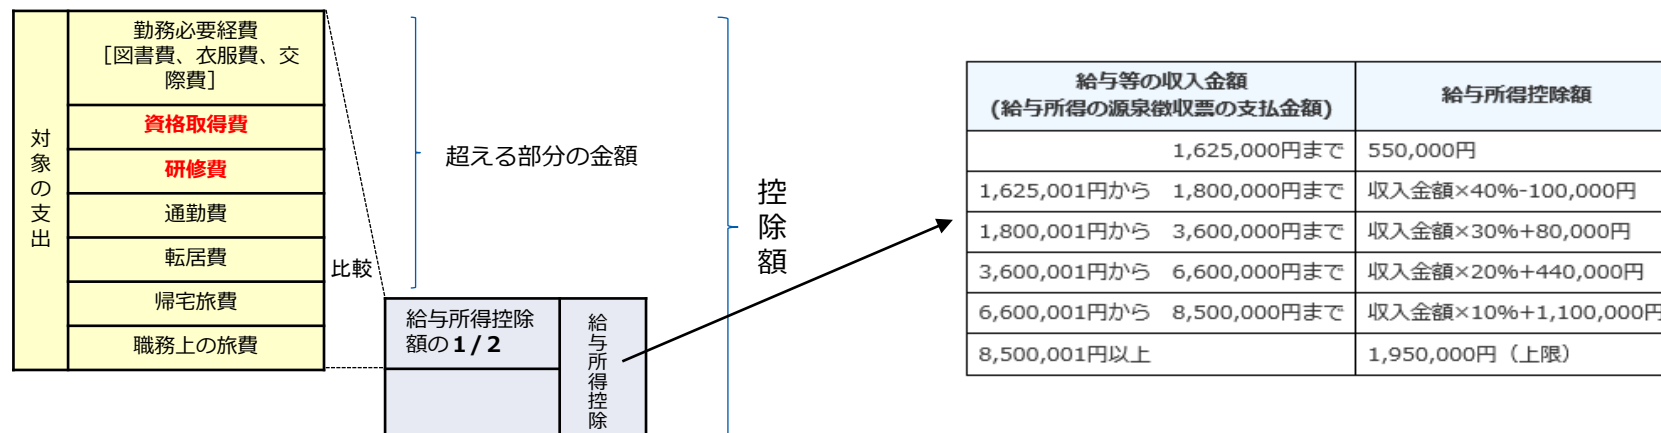 対象の支出
勤務必要経費
［図書費、衣服費、交
際費］
資格取得費
研修費
通勤費
転居費
帰宅旅費
職務上の旅費
比較
超える部分の金額
給与所得控除
額の1/2
給与所得控除
控除額
給与等の収入金額
(給与所得の源泉徴収票の支払金額)
給与所得控除額
1,625,000円まで
550,000円
1,625,001円から 1,800,000円まで
収入金額×40%-100,000円
1,800,001円から 3,600,000円まで
収入金額×30%+80,000円
3,600,001円から 6,600,000円まで
収入金額×20%+440,000円
6,600,001円から 8,500,000円まで
収入金額×10%+1,100,000円
8,500,001円以上
1,950,000円（上限）